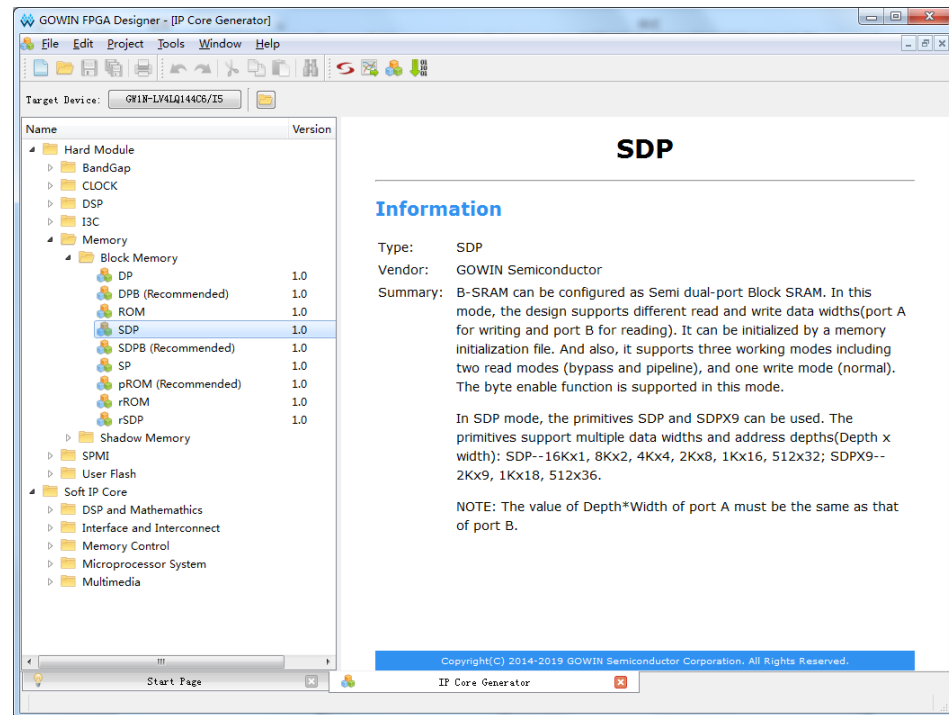 GOWIN FPGA Designer - [IP Core Generator]
File Edit Project Tools Window Help
Target Device: GW1N-LV4LQ144C6/I5
Name Version
Hard Module
BandGap
CLOCK
DSP
I3C
Memory
Block Memory
DP 1.0
DPB (Recommended) 1.0
ROM 1.0
SDP 1.0
SDPB (Recommended) 1.0
SP 1.0
pROM (Recommended) 1.0
rROM 1.0
rSDP 1.0
Shadow Memory
SPMI
User Flash
Soft IP Core
DSP and Mathemathics
Interface and Interconnect
Memory Control
Microprocessor System
Multimedia
SDP
Information
Type: SDP
Vendor: GOWIN Semiconductor
Summary: B-SRAM can be configured as Semi dual-port Block SRAM. In this
mode, the design supports different read and write data widths(port A
for writing and port B for reading). It can be initialized by a memory
initialization file. And also, it supports three working modes including
two read modes (bypass and pipeline), and one write mode (normal).
The byte enable function is supported in this mode.
In SDP mode, the primitives SDP and SDPX9 can be used. The
primitives support multiple data widths and address depths(Depth x
width): SDP--16Kx1, 8Kx2, 4Kx4, 2Kx8, 1Kx16, 512x32; SDPX9--
2Kx9, 1Kx18, 512x36.
NOTE: The value of Depth*Width of port A must be the same as that
of port B.
Copyright(C) 2014-2019 GOWIN Semiconductor Corporation. All Rights Reserved.
Start Page
IP Core Generator